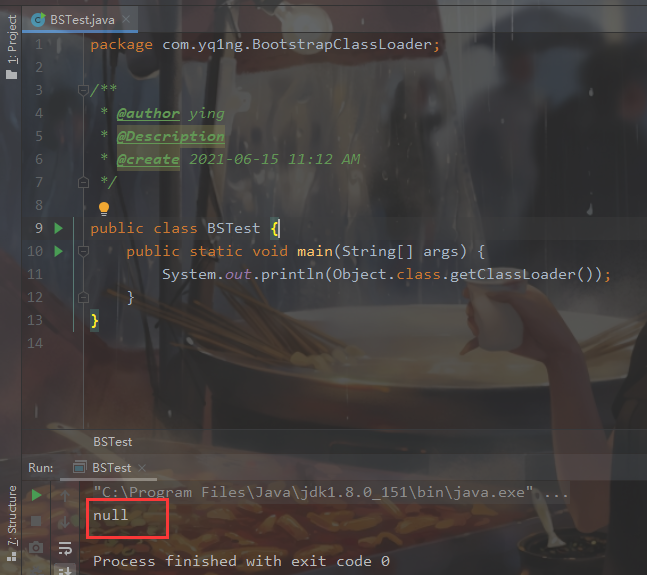 BSTest.java
1: Project
1 package com.yq1ng.BootstrapClassLoader;
2
3 /**
4 * @author ying
5 * @Description
6 * @create 2021-06-15 11:12 AM
7 */
8
9 public class BSTest {
10 public static void main(String[] args) {
11 System.out.println(Object.class.getClassLoader());
12 }
13 }
14
BSTest
Run: BSTest
7: Structure
"C:\Program Files\Java\jdk1.8.0_151\bin\java.exe" ...
null
Process finished with exit code 0